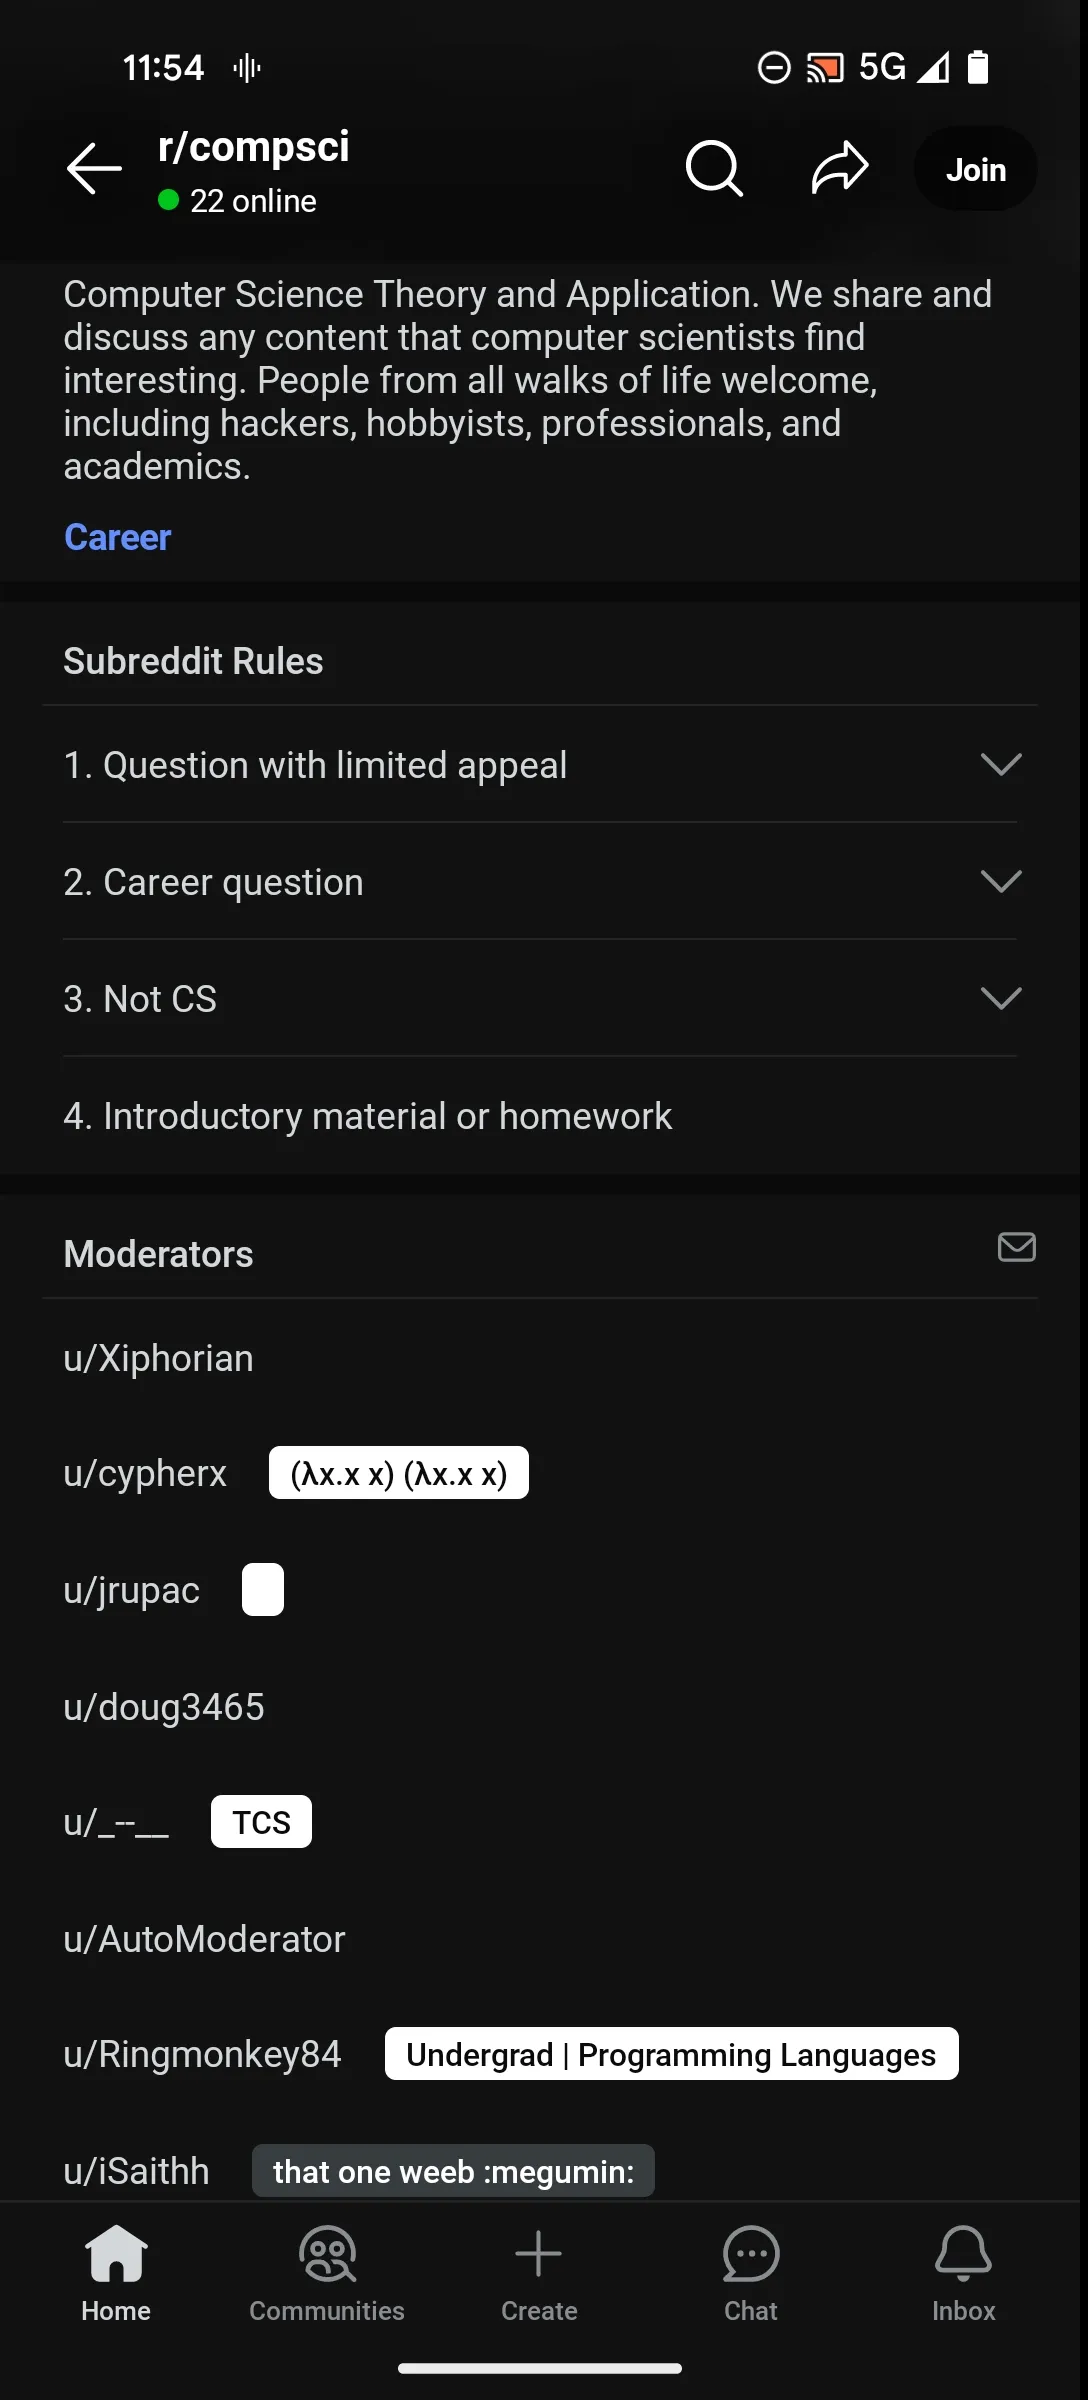 11:54
5G
r/compsci
22 online
Join
Computer Science Theory and Application. We share and
discuss any content that computer scientists find
interesting. People from all walks of life welcome,
including hackers, hobbyists, professionals, and
academics.
Career
Subreddit Rules
1. Question with limited appeal
2. Career question
3. Not CS
4. Introductory material or homework
Moderators
u/Xiphorian
u/cypherx (λx.x x) (λx.x x)
u/jrupac
u/doug3465
u/_--__ TCS
u/AutoModerator
u/Ringmonkey84 Undergrad | Programming Languages
u/iSaithh that one weeb :megumin:
Home Communities Create Chat Inbox